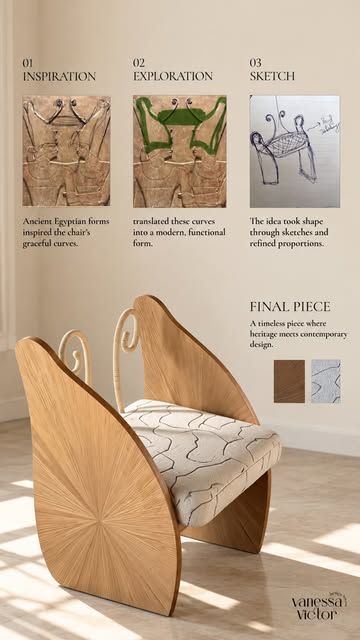 01
INSPIRATION
Ancient Egyptian forms
inspired the chair's
graceful curves.
02
EXPLORATION
translated these curves
into a modern, functional
form.
03
SKETCH
The idea took shape
through sketches and
refined proportions.
FINAL PIECE
A timeless piece where
heritage meets contemporary
design.
vanessa
victor